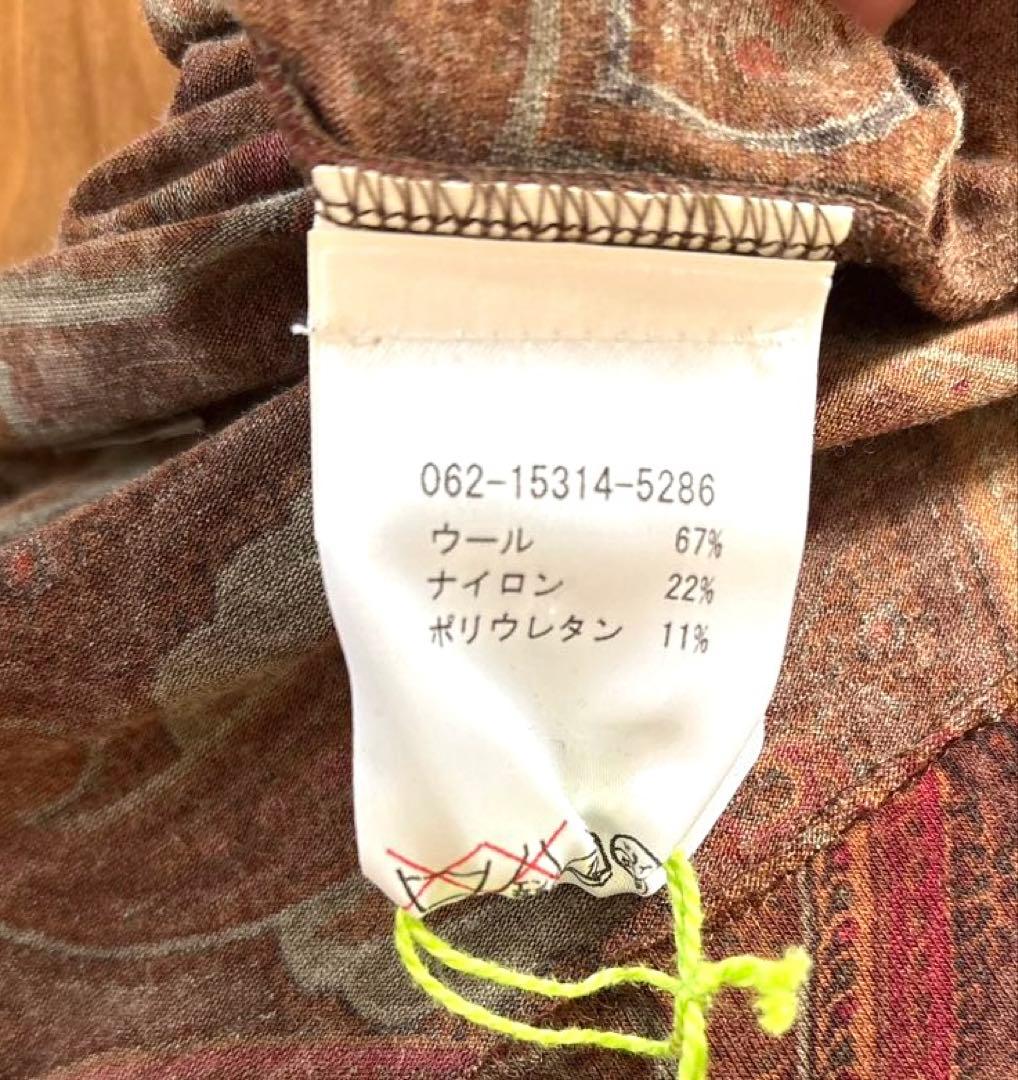 062-15314-5286
ウール 67%
ナイロン 22%
ポリウレタン 11%